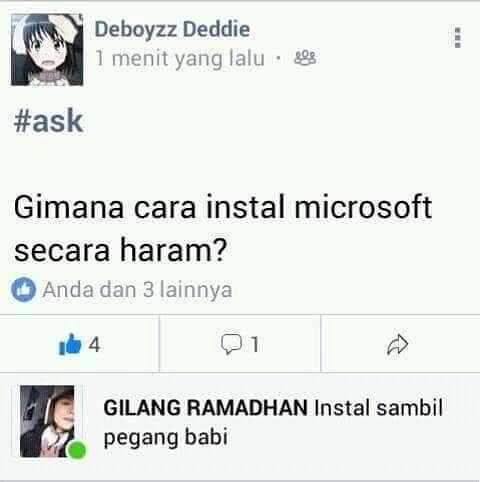 Deboyzz Deddie
1 menit yang lalu ·
#ask
Gimana cara instal microsoft
secara haram?
Anda dan 3 lainnya
4
1
GILANG RAMADHAN Instal sambil
pegang babi